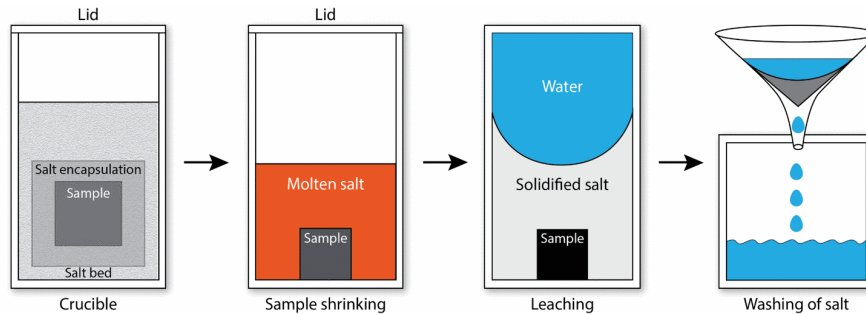 Lid
Salt encapsulation
Sample
Salt bed
Crucible
Lid
Molten salt
Sample
Sample shrinking
Water
Solidified salt
Sample
Leaching
Washing of salt